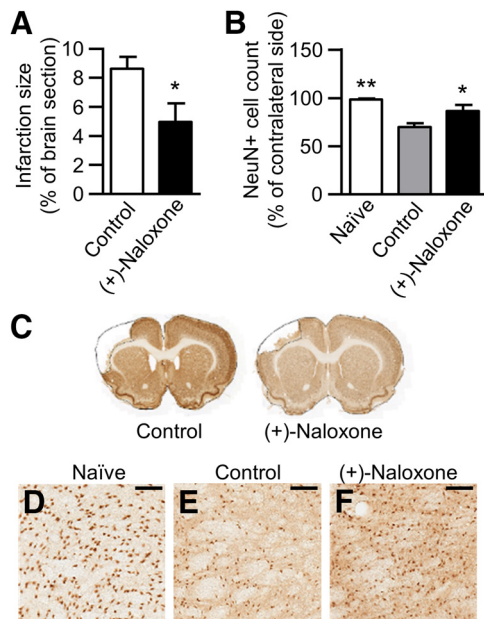 A
Infarction size
(% of brain section)
10
8
6
4
2
0
*
Control
(+)-Naloxone
B
NeuN+ cell count
(% of contralateral side)
150
100
50
0
**
*
Naïve
Control
(+)-Naloxone
C
Control
(+)-Naloxone
Naïve
Control
(+)-Naloxone
D
E
F